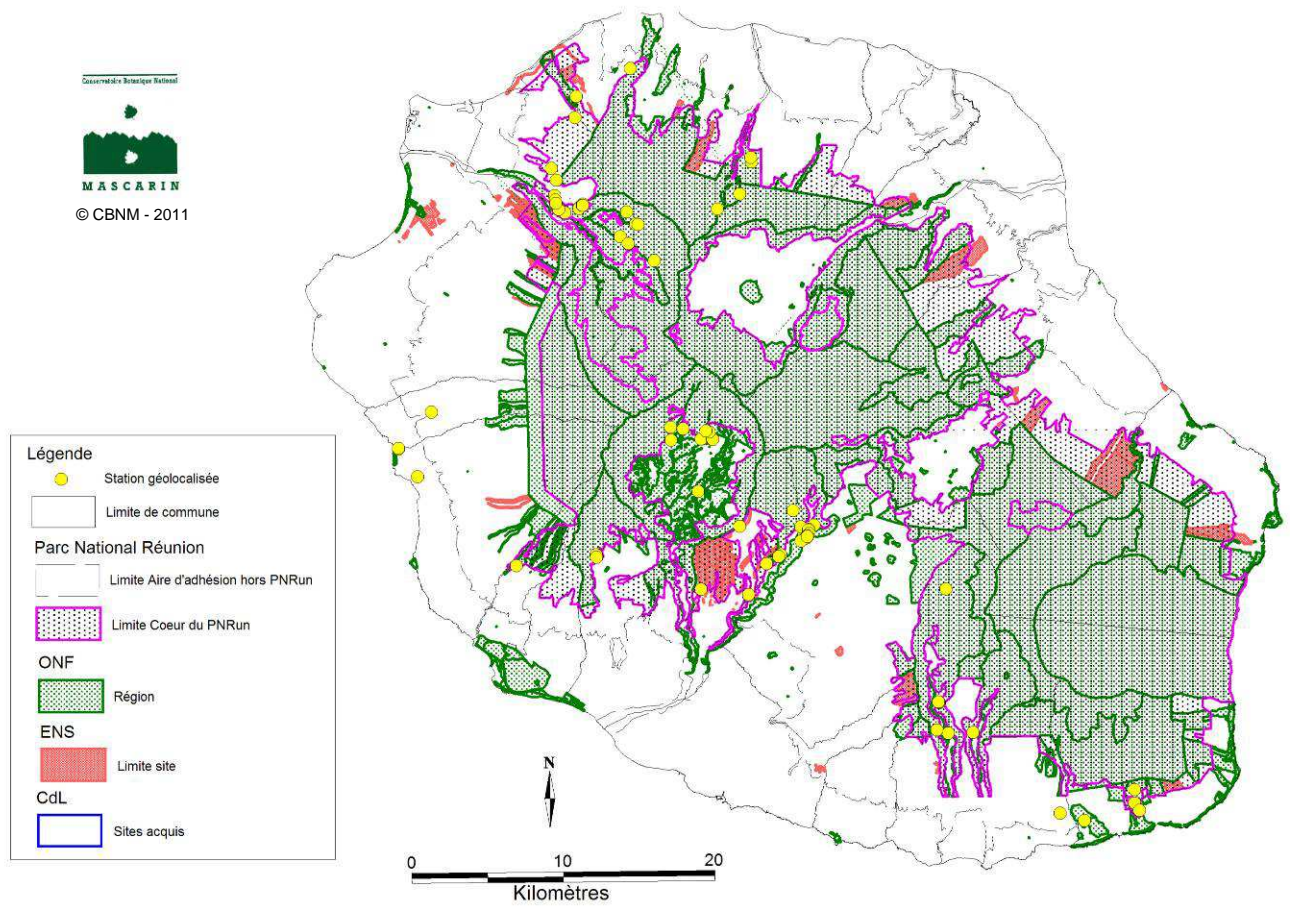 Conservatoire Botanique National
MASCARIN
© CBNM - 2011
Légende
Station géolocalisée
Limite de commune
Parc National Réunion
Limite Aire d'adhésion hors PNRun
Limite Coeur du PNRun
ONF
Région
ENS
Limite site
CdL
Sites acquis
N
0 10 20
Kilomètres